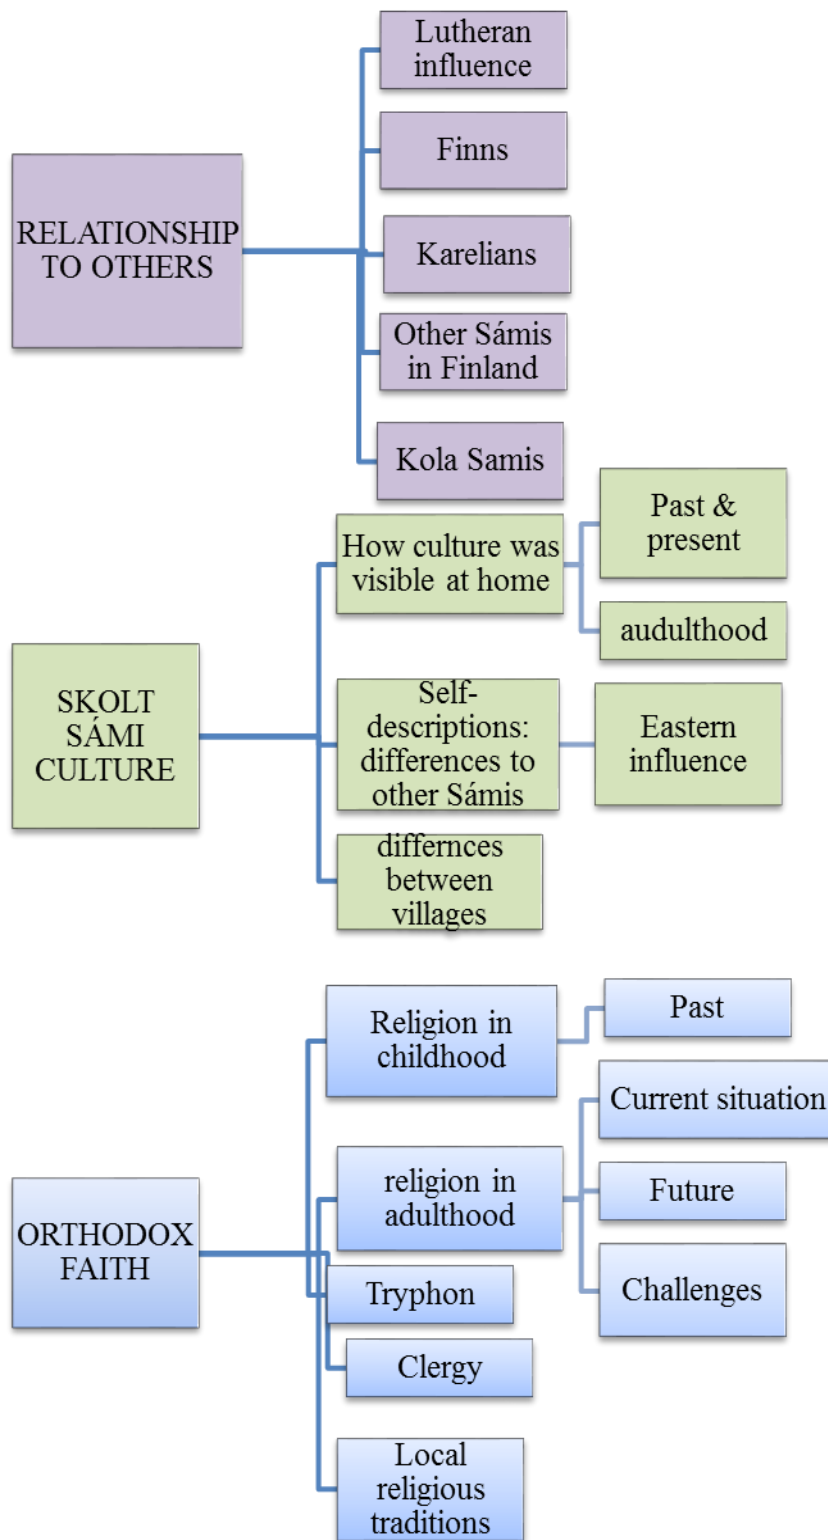 RELATIONSHIP
TO OTHERS
Lutheran
influence
Finns
Karelians
Other Sámis
in Finland
Kola Samis
SKOLT
SÁMI
CULTURE
How culture was
visible at home
Past &
present
audulthood
Self-
descriptions:
differences to
other Sámis
Eastern
influence
differnces
between
villages
ORTHODOX
FAITH
Religion in
childhood
Past
religion in
adulthood
Current situation
Future
Challenges
Tryphon
Clergy
Local
religious
traditions